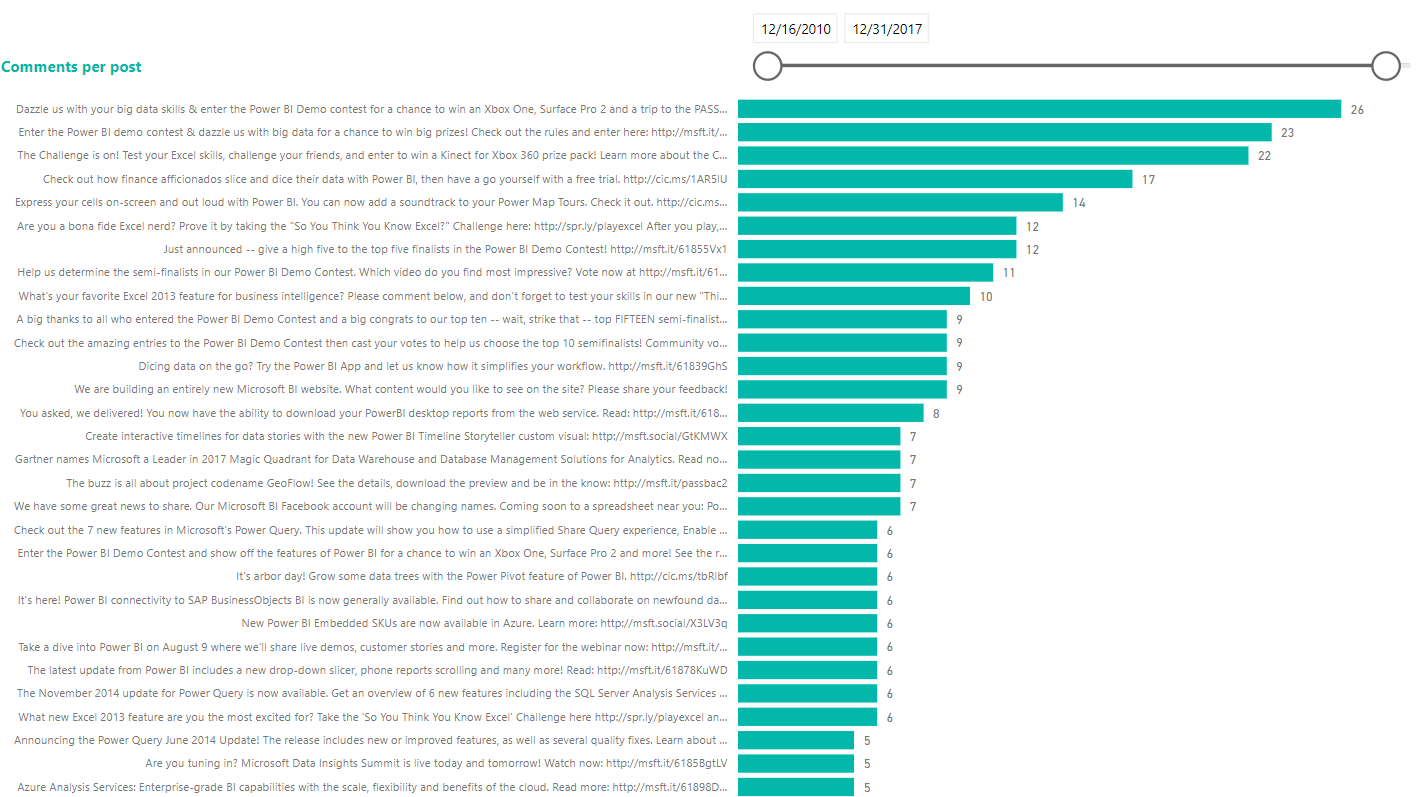 12/16/2010 12/31/2017
Comments per post
Dazzle us with your big data skills & enter the Power BI Demo contest for a chance to win an Xbox One, Surface Pro 2 and a trip to the PASS... 26
Enter the Power BI demo contest & dazzle us with big data for a chance to win big prizes! Check out the rules and enter here: http://msft.it/... 23
The Challenge is on! Test your Excel skills, challenge your friends, and enter to win a Kinect for Xbox 360 prize pack! Learn more about the C... 22
Check out how finance afficionados slice and dice their data with Power BI, then have a go yourself with a free trial. http://cic.ms/1AR5lU 17
Express your cells on-screen and out loud with Power BI. You can now add a soundtrack to your Power Map Tours. Check it out. http://cic.ms... 14
Are you a bona fide Excel nerd? Prove it by taking the "So You Think You Know Excel?" Challenge here: http://spr.ly/playexcel After you play,... 12
Just announced -- give a high five to the top five finalists in the Power BI Demo Contest! http://msft.it/61855Vx1 12
Help us determine the semi-finalists in our Power BI Demo Contest. Which video do you find most impressive? Vote now at http://msft.it/61... 11
What's your favorite Excel 2013 feature for business intelligence? Please comment below, and don't forget to test your skills in our new "Thi... 10
A big thanks to all who entered the Power BI Demo Contest and a big congrats to our top ten -- wait, strike that -- top FIFTEEN semi-finalist... 9
Check out the amazing entries to the Power BI Demo Contest then cast your votes to help us choose the top 10 semifinalists! Community vo... 9
Dicing data on the go? Try the Power BI App and let us know how it simplifies your workflow. http://msft.it/61839GhS 9
We are building an entirely new Microsoft BI website. What content would you like to see on the site? Please share your feedback! 9
You asked, we delivered! You now have the ability to download your PowerBI desktop reports from the web service. Read: http://msft.it/618... 8
Create interactive timelines for data stories with the new Power BI Timeline Storyteller custom visual: http://msft.social/GtKMWX 7
Gartner names Microsoft a Leader in 2017 Magic Quadrant for Data Warehouse and Database Management Solutions for Analytics. Read no... 7
The buzz is all about project codename GeoFlow! See the details, download the preview and be in the know: http://msft.it/passbac2 7
We have some great news to share. Our Microsoft BI Facebook account will be changing names. Coming soon to a spreadsheet near you: Po... 7
Check out the 7 new features in Microsoft's Power Query. This update will show you how to use a simplified Share Query experience, Enable ... 6
Enter the Power BI Demo Contest and show off the features of Power BI for a chance to win an Xbox One, Surface Pro 2 and more! See the r... 6
It's arbor day! Grow some data trees with the Power Pivot feature of Power BI. http://cic.ms/tbRlbf 6
It's here! Power BI connectivity to SAP BusinessObjects BI is now generally available. Find out how to share and collaborate on newfound da... 6
New Power BI Embedded SKUs are now available in Azure. Learn more: http://msft.social/X3LV3q 6
Take a dive into Power BI on August 9 where we'll share live demos, customer stories and more. Register for the webinar now: http://msft.it/... 6
The latest update from Power BI includes a new drop-down slicer, phone reports scrolling and many more! Read: http://msft.it/61878KuWD 6
The November 2014 update for Power Query is now available. Get an overview of 6 new features including the SQL Server Analysis Services ... 6
What new Excel 2013 feature are you the most excited for? Take the 'So You Think You Know Excel' Challenge here http://spr.ly/playexcel an... 6
Announcing the Power Query June 2014 Update! The release includes new or improved features, as well as several quality fixes. Learn about ... 5
Are you tuning in? Microsoft Data Insights Summit is live today and tomorrow! Watch now: http://msft.it/6185BgtLV 5
Azure Analysis Services: Enterprise-grade BI capabilities with the scale, flexibility and benefits of the cloud. Read more: http://msft.it/61898D... 5